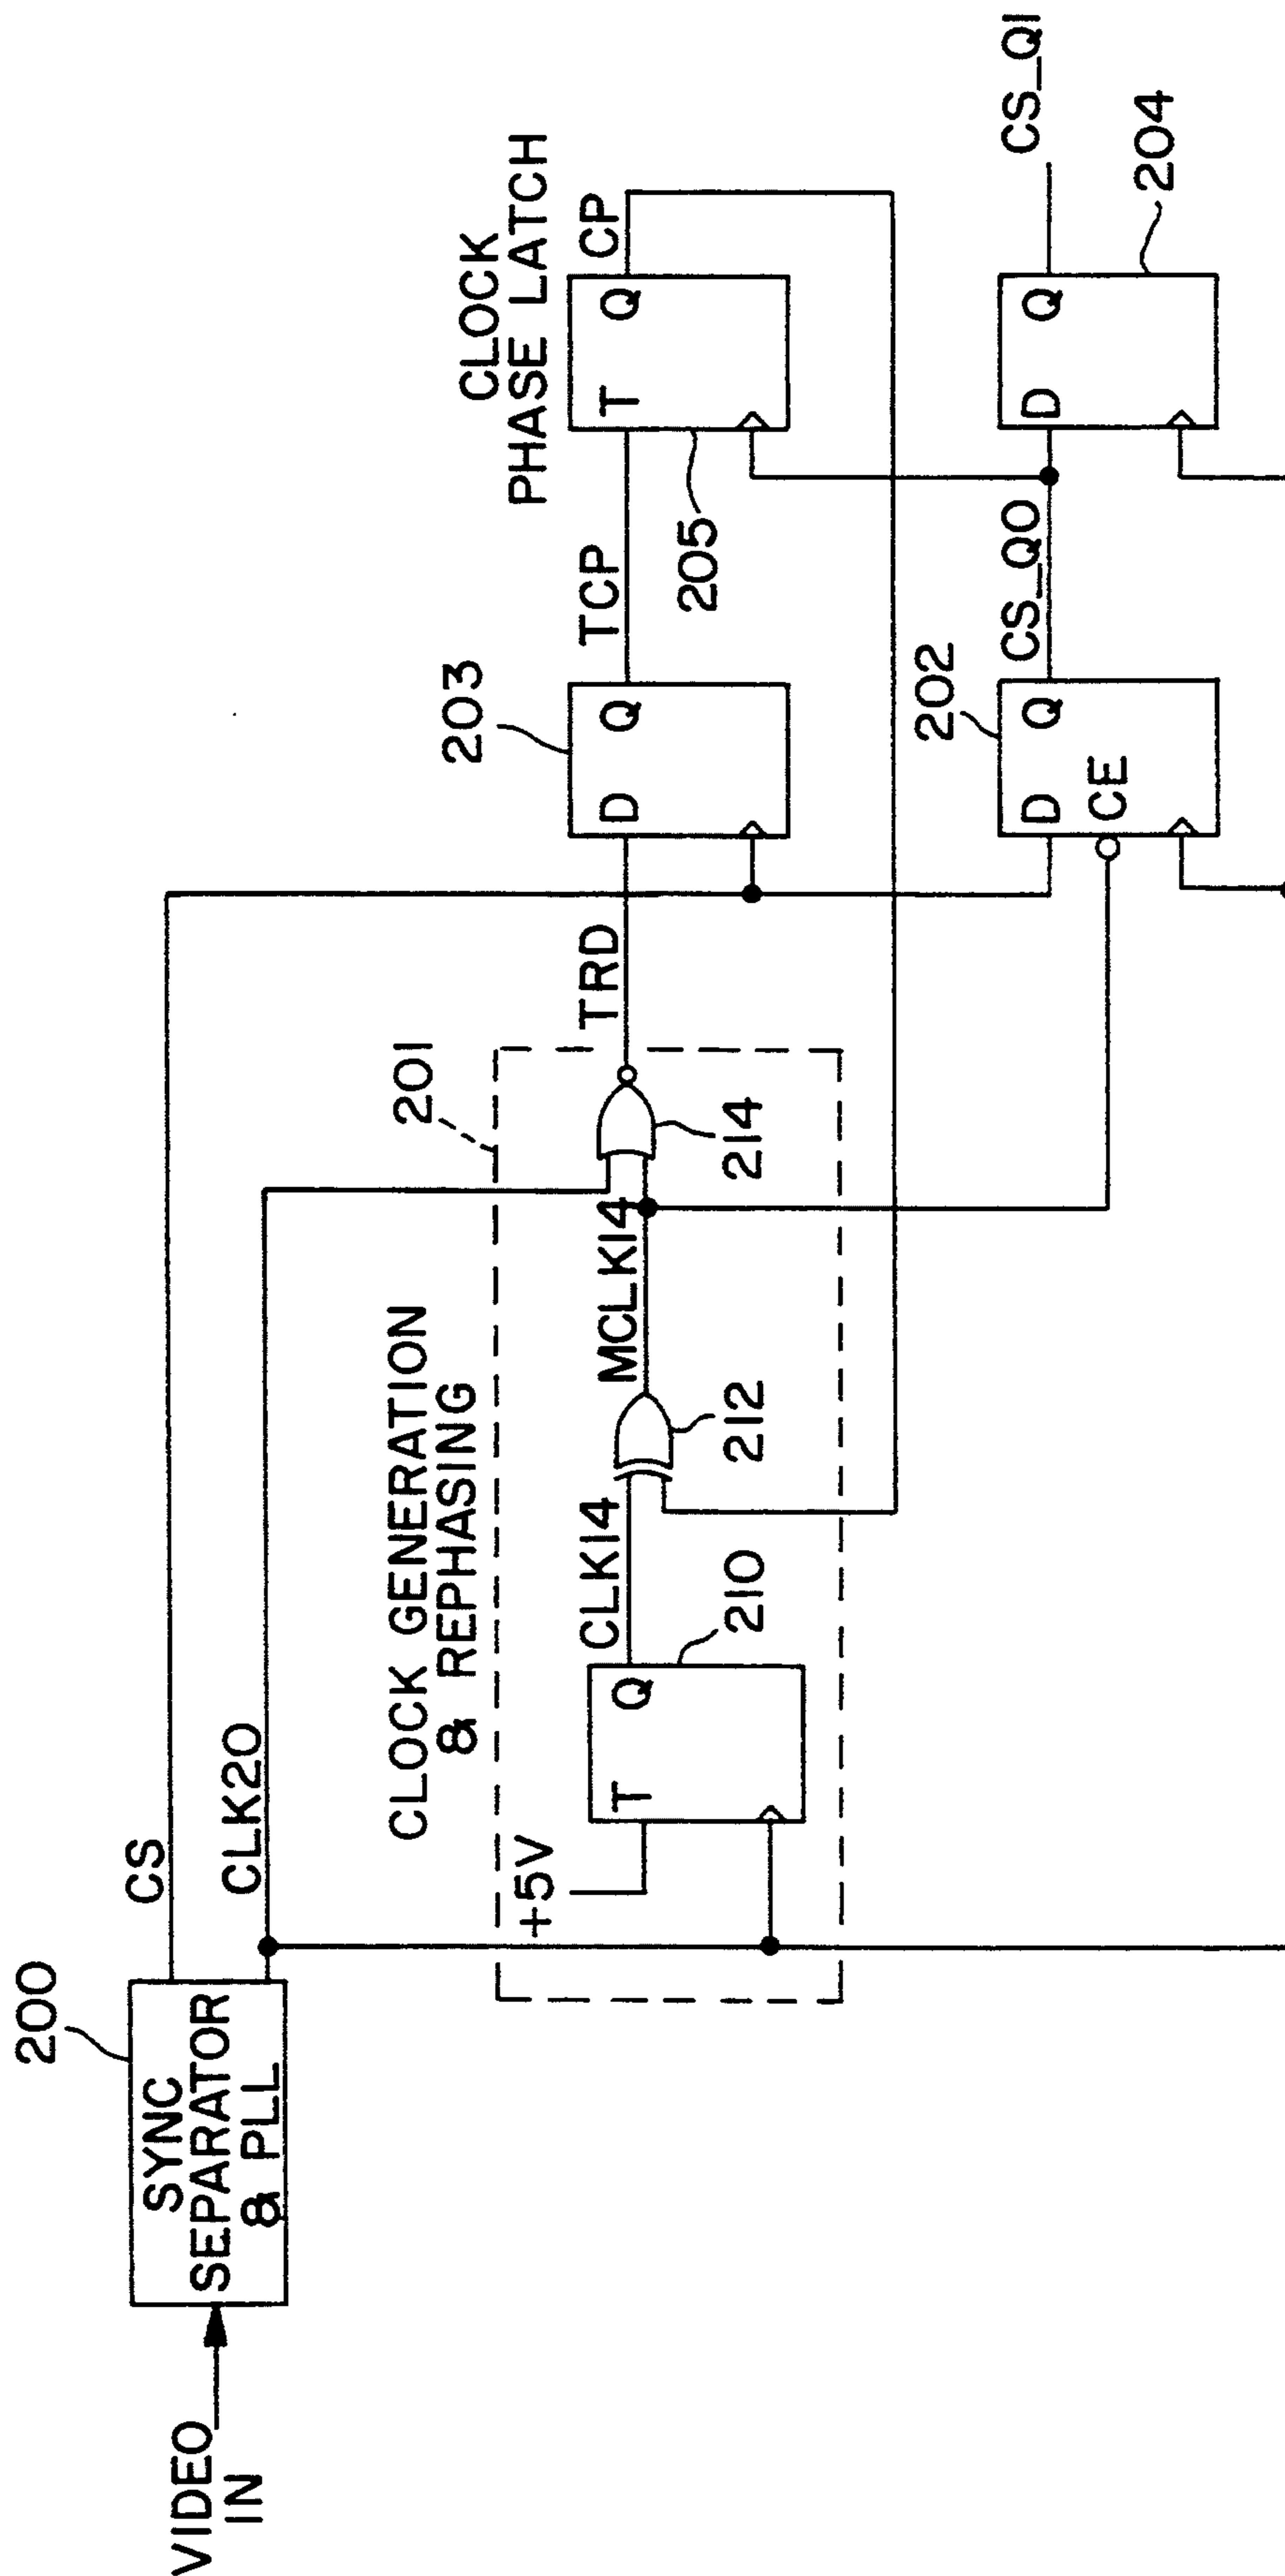 VIDEO
IN
200
SYNC
SEPARATOR
& PLL
CS
CLK20
CLOCK GENERATION
& REPHASING
201
+5V
T
Q
210
CLK14
212
MCLK14
214
TRD
203
D
Q
TCP
CLOCK
PHASE LATCH
T
Q
205
CP
202
D
Q
CE
CS_Q0
D
Q
204
CS_Q1